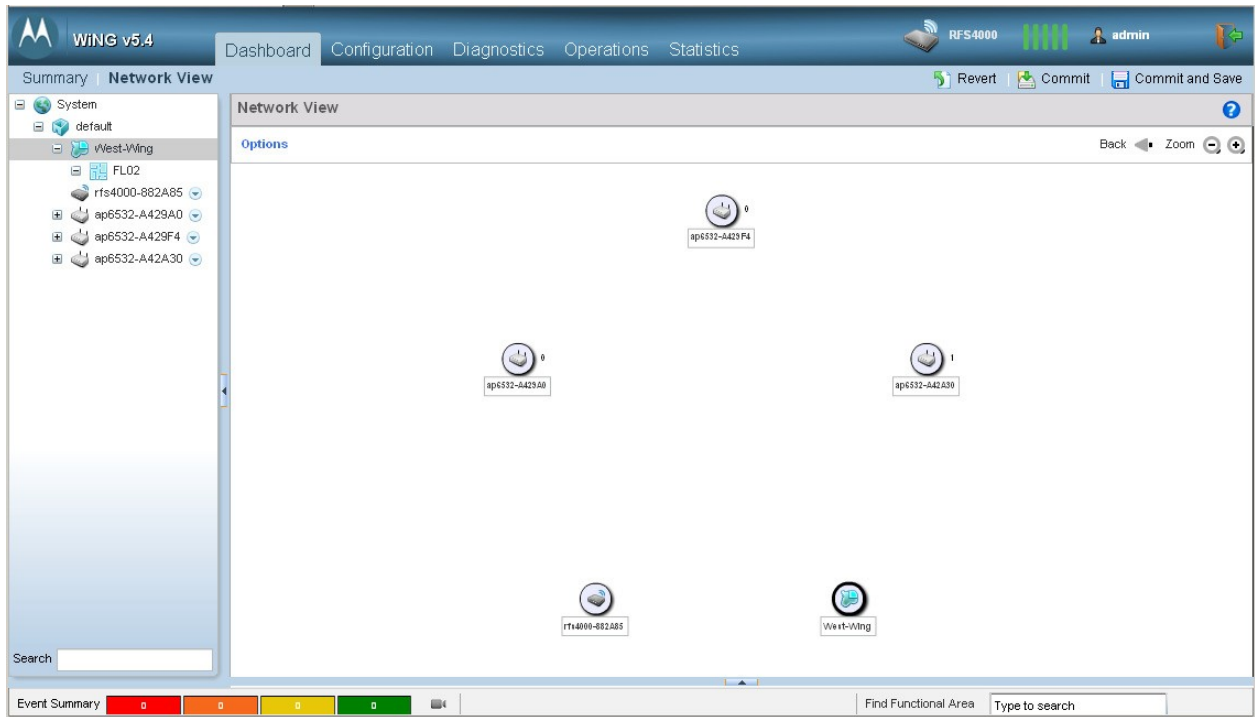 WiNG v5.4
Dashboard Configuration Diagnostics Operations Statistics
RFS4000
admin
Summary Network View
Revert Commit Commit and Save
System
default
West-Wing
FL02
rfs4000-882A85
ap6532-A429A0
ap6532-A429F4
ap6532-A42A30
Search
Network View
Options
Back Zoom
0
ap6532-A429F4
0
ap6532-A429A0
1
ap6532-A42A30
rfs4000-882A85
West-Wing
Event Summary 0 0 0 0
Find Functional Area Type to search